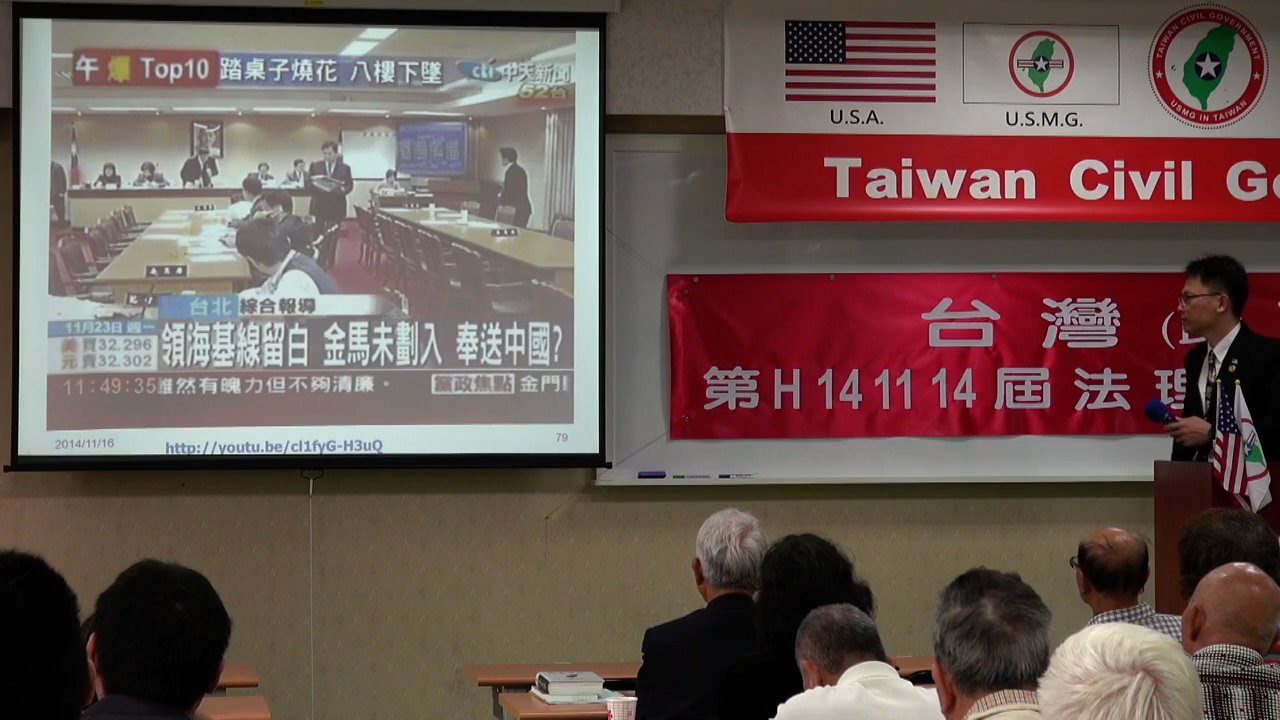 午 爆 Top10 踏桌子燒花 八樓下墜
cti 中天新聞
52台
台北 綜合報導
11月23日 週一
美 買32.296
元 賣32.302
領海基線留白 金馬未劃入 奉送中國?
11:49:35 雖然有魄力但不夠清廉。 黨政焦點 金門
2014/11/16
http://youtu.be/cl1fyG-H3uQ
79
U.S.A.
U.S.M.G.
TAIWAN CIVIL GOVERNMENT
USMG IN TAIWAN
Taiwan Civil Go
台 灣
第 H 14 11 14 屆 法 理